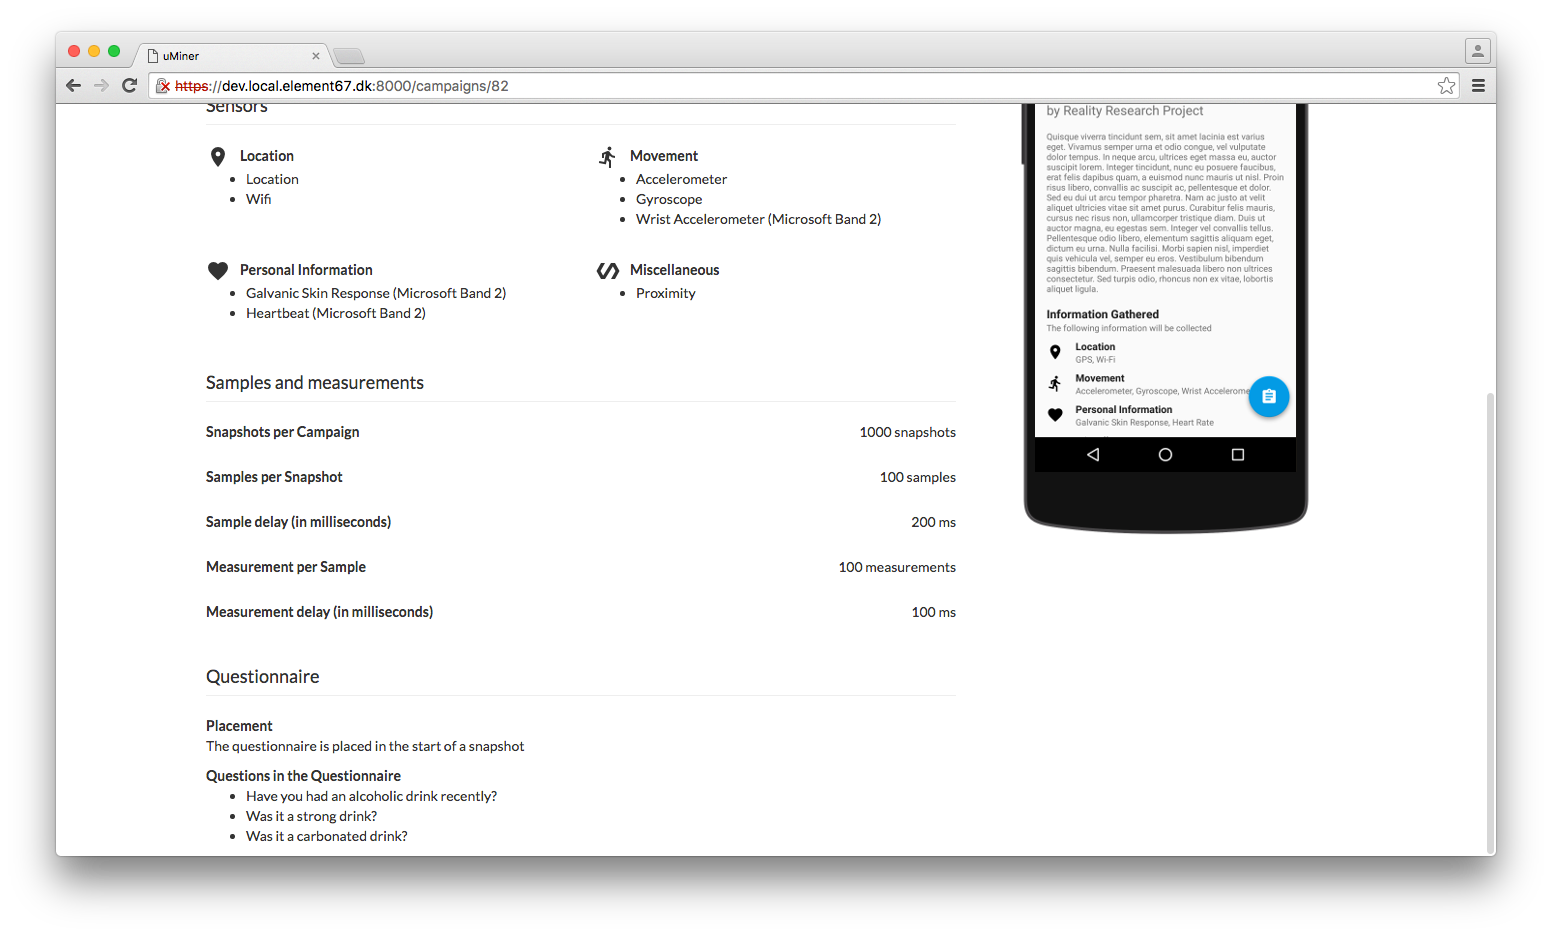 uMiner
https://dev.local.element67.dk:8000/campaigns/82
Sensors
Location
Location
Wifi
Movement
Accelerometer
Gyroscope
Wrist Accelerometer (Microsoft Band 2)
Personal Information
Galvanic Skin Response (Microsoft Band 2)
Heartbeat (Microsoft Band 2)
Miscellaneous
Proximity
Samples and measurements
Snapshots per Campaign 1000 snapshots
Samples per Snapshot 100 samples
Sample delay (in milliseconds) 200 ms
Measurement per Sample 100 measurements
Measurement delay (in milliseconds) 100 ms
Questionnaire
Placement
The questionnaire is placed in the start of a snapshot
Questions in the Questionnaire
Have you had an alcoholic drink recently?
Was it a strong drink?
Was it a carbonated drink?
by Reality Research Project
Quisque viverra tincidunt sem, sit amet lacinia est varius
eget. Vivamus semper urna et odio congue, vel vulputate
dolor tempus. In neque arcu, ultrices eget massa eu, auctor
suscipit lorem. Integer tincidunt, nunc eu posuere faucibus,
erat felis dapibus quam, a euismod nunc mauris ut nisl. Proin
risus libero, convallis ac suscipit ac, pellentesque et dolor.
Sed eu dui ut arcu tempor pharetra. Nam ac justo at velit
aliquet ultricies vitae sit amet purus. Curabitur felis mauris,
cursus nec risus non, ullamcorper tristique diam. Duis ut
auctor magna, eu egestas sem. Integer vel convallis tellus.
Pellentesque odio libero, elementum sagittis aliquam eget,
dictum eu urna. Nulla facilisi. Morbi sapien nisl, imperdiet
quis vehicula vel, semper eu eros. Vestibulum bibendum
sagittis bibendum. Praesent malesuada libero non ultrices
consectetur. Sed turpis odio, rhoncus non ex vitae, lobortis
aliquet ligula.
Information Gathered
The following information will be collected
Location
GPS, Wi-Fi
Movement
Accelerometer, Gyroscope, Wrist Accelerome
Personal Information
Galvanic Skin Response, Heart Rate